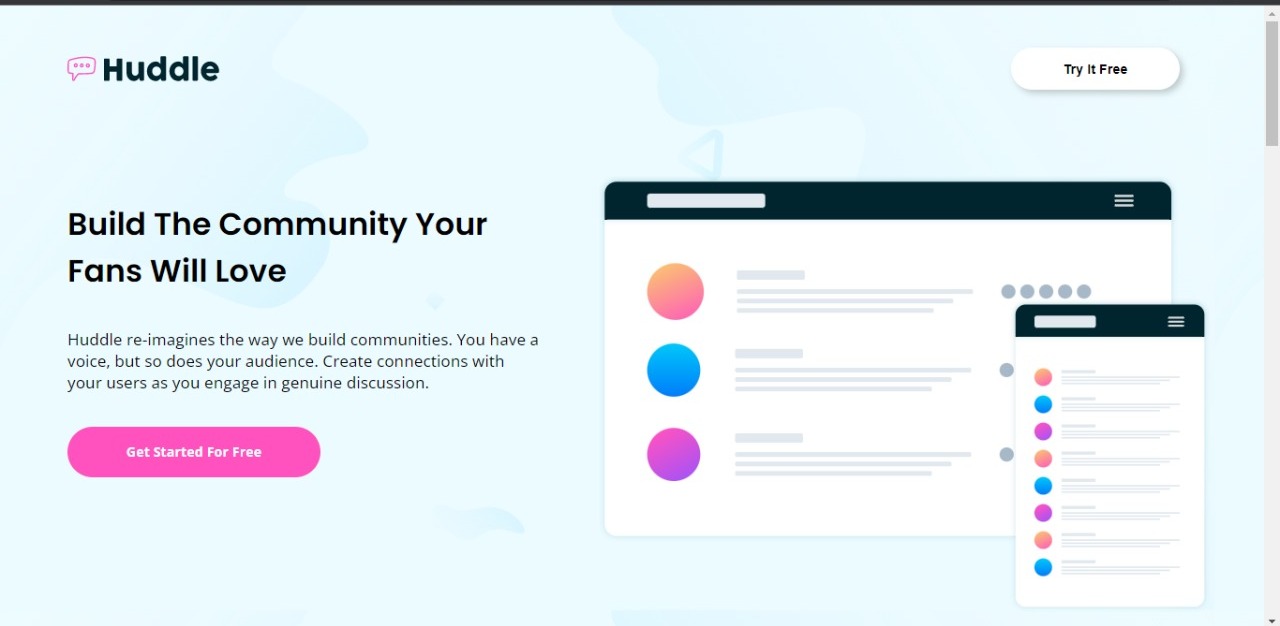 Huddle
Try It Free
Build The Community Your
Fans Will Love
Huddle re-imagines the way we build communities. You have a
voice, but so does your audience. Create connections with
your users as you engage in genuine discussion.
Get Started For Free